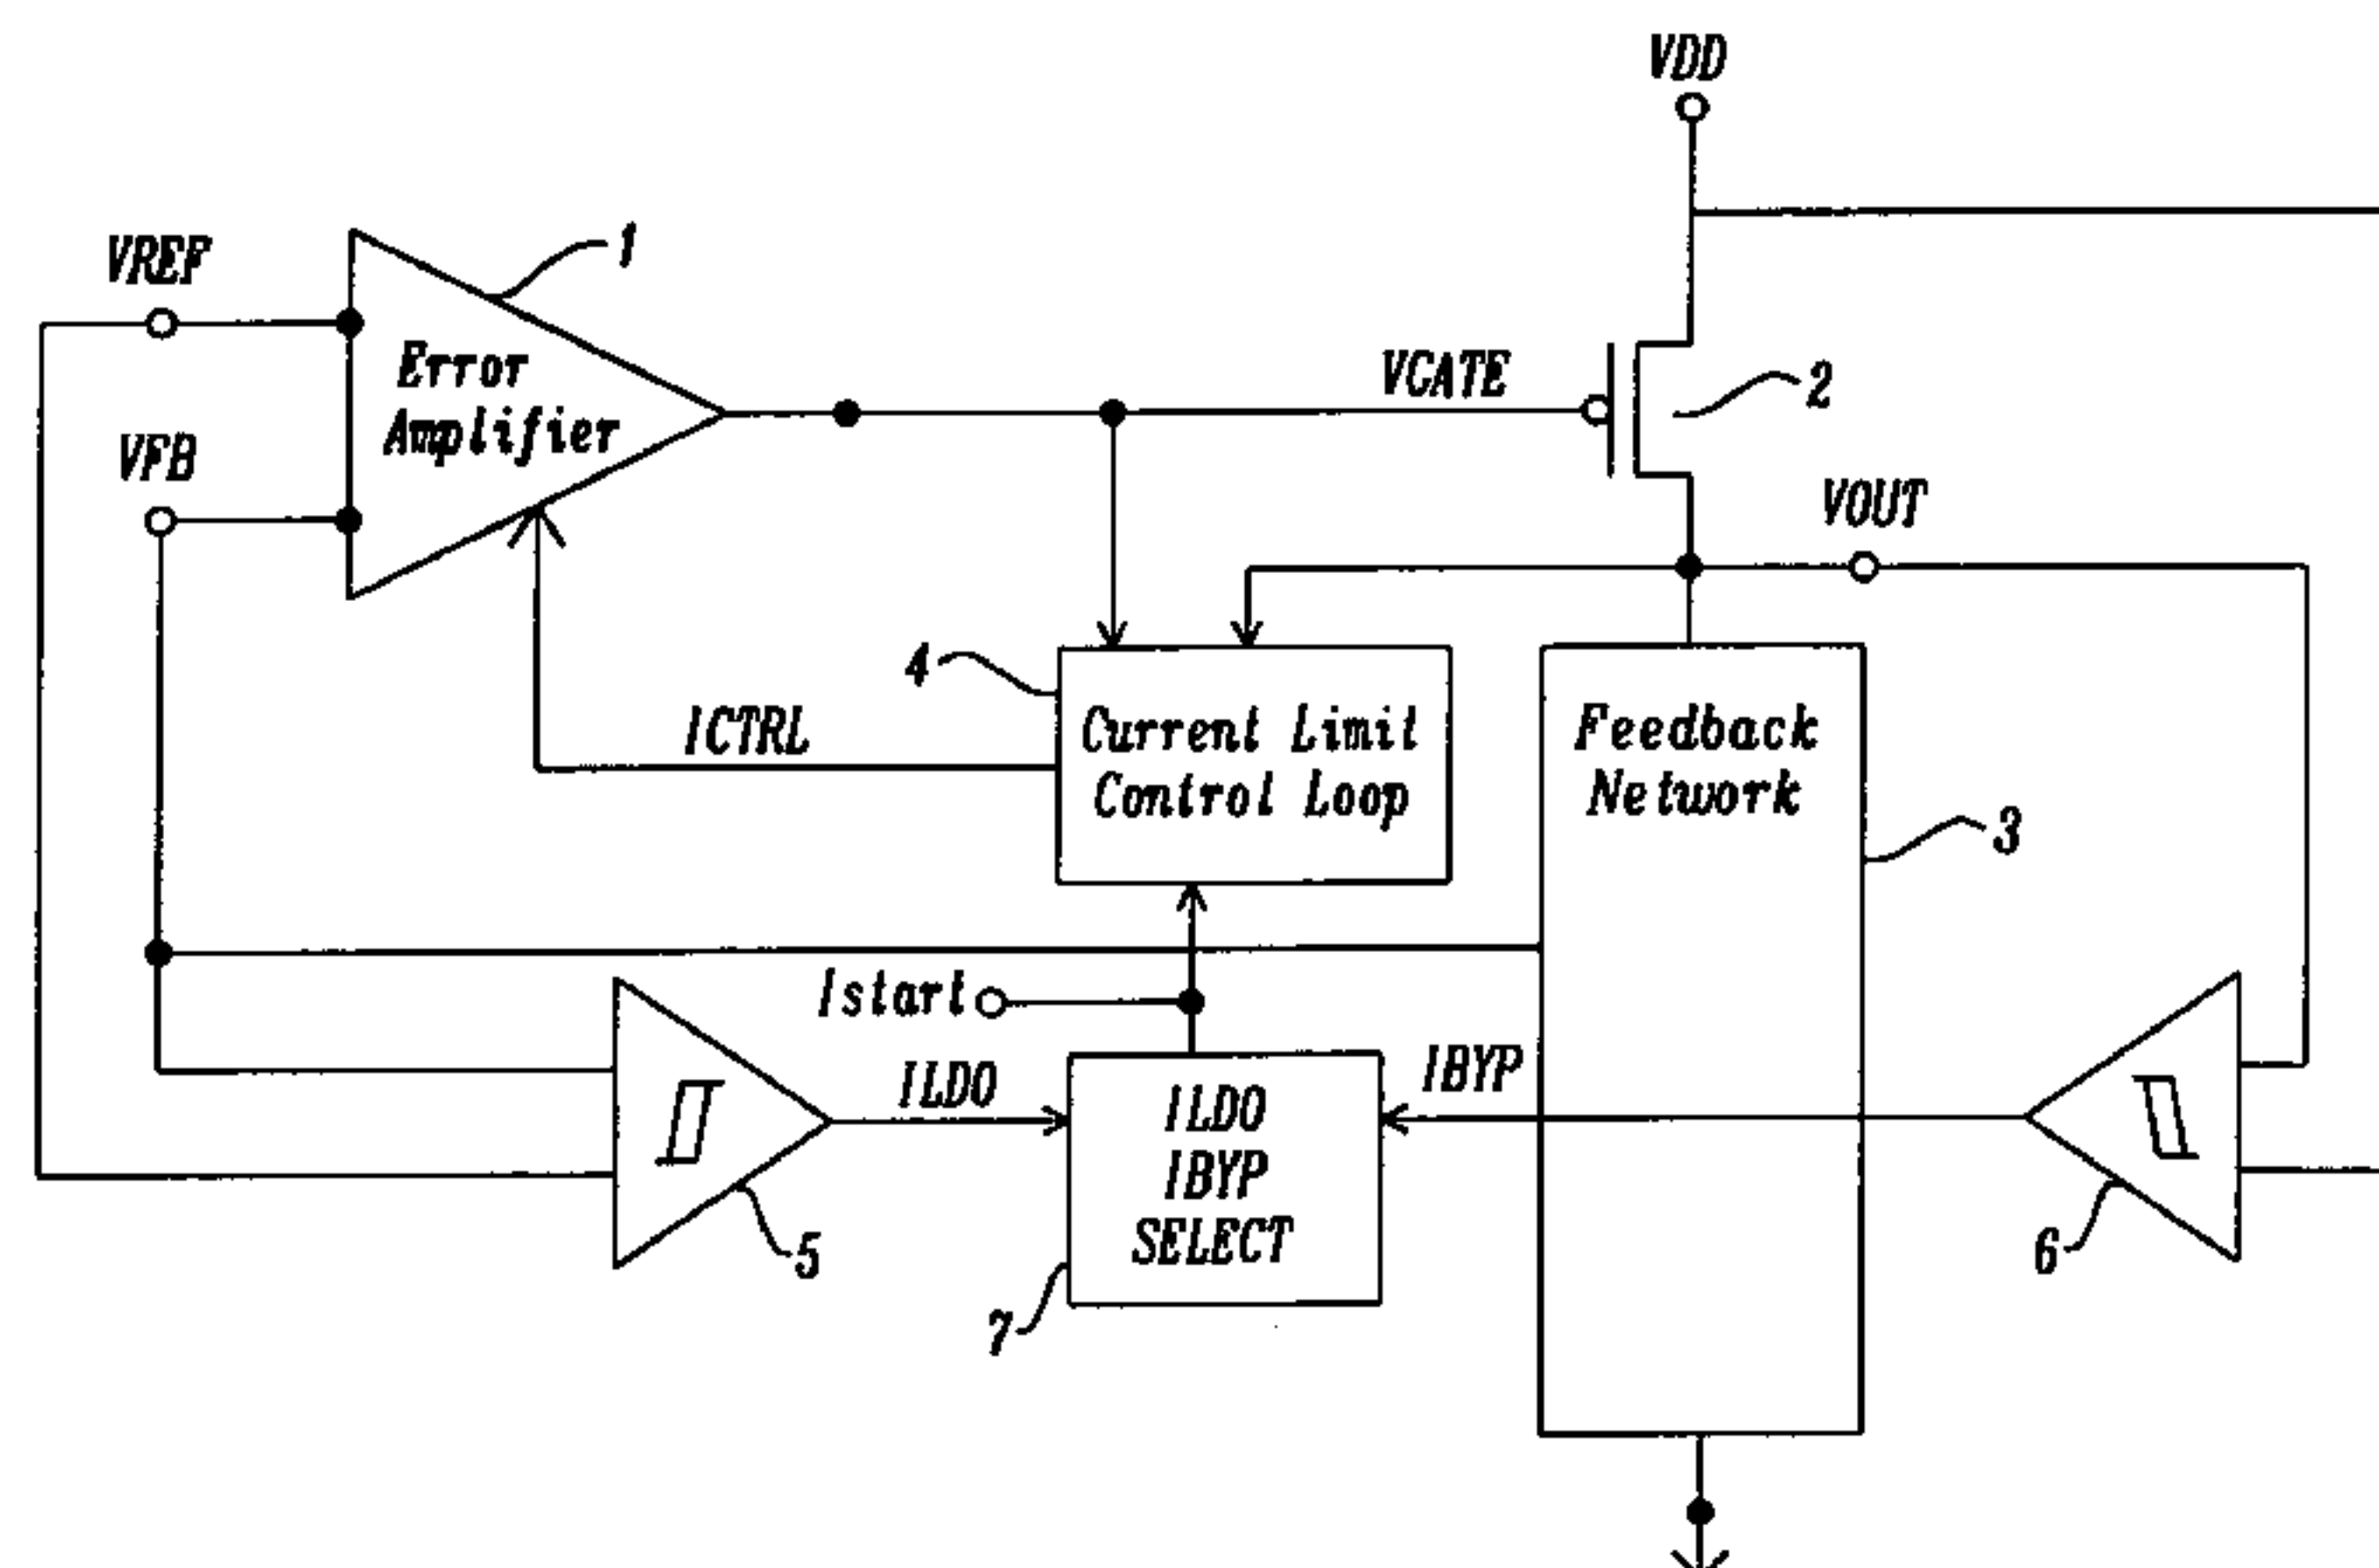 VDD
VREF
1
Error
Amplifier
VGATE
2
VFB
VOUT
4
ICTRL
Current Limit
Control Loop
Feedback
Network
3
Istart
ILDO
IBYP
ILDO
IBYP
SELECT
5
6
7